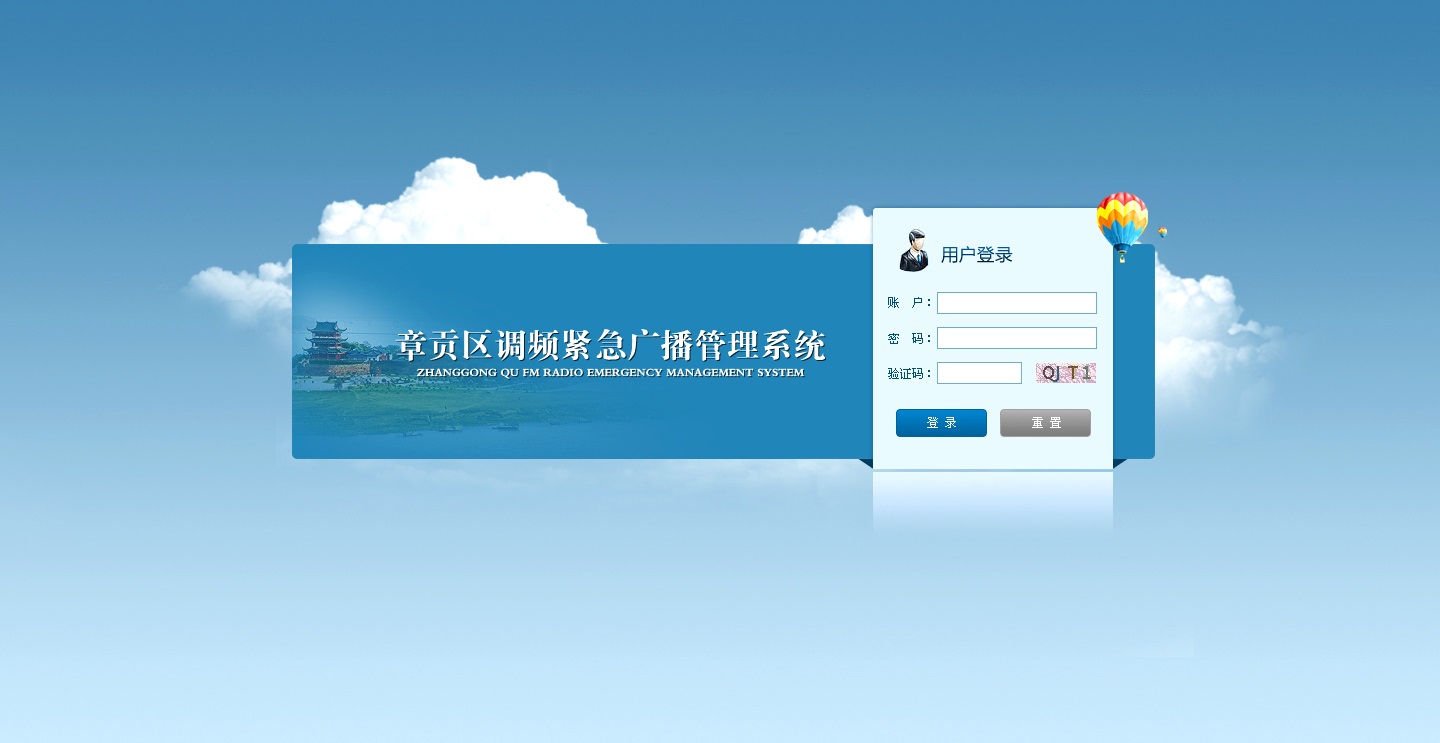 章贡区调频紧急广播管理系统
ZHANGGONG QU FM RADIO EMERGENCY MANAGEMENT SYSTEM
用户登录
账 户：
密 码：
验证码： QJT1
登 录 重 置